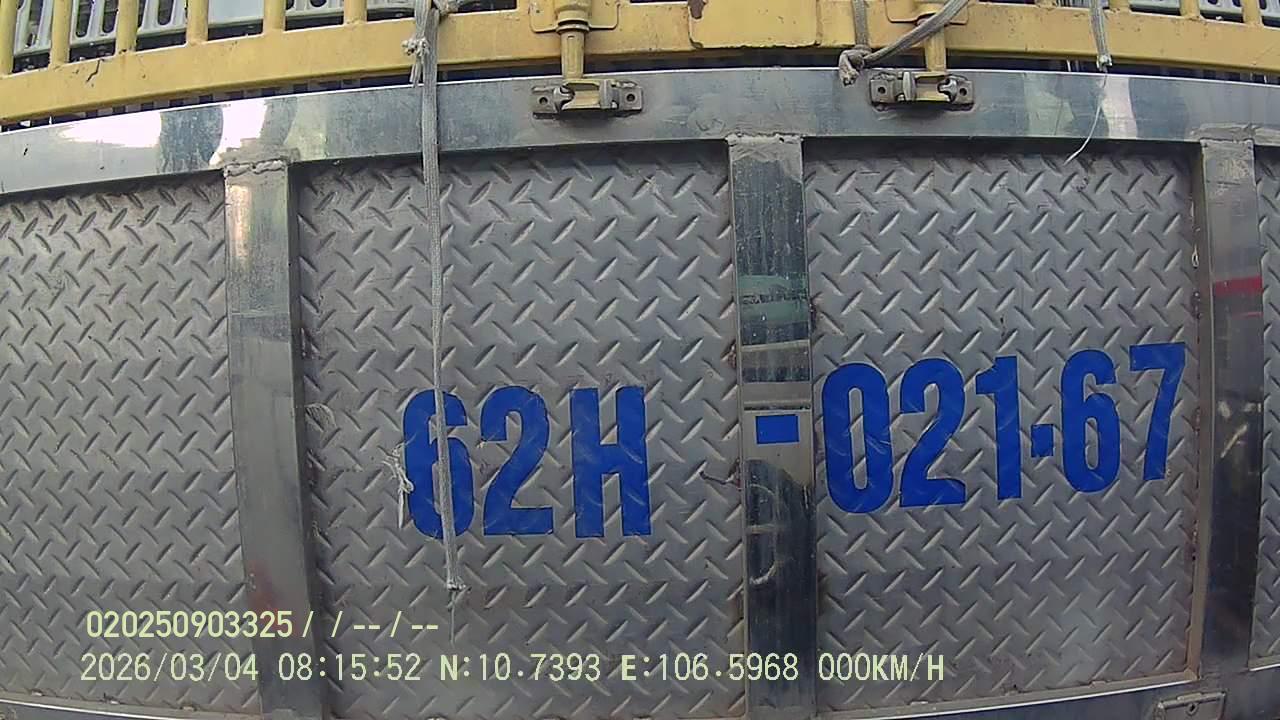 62H-021.67
020250903325 / / -- / --
2026/03/04 08:15:52 N:10.7393 E:106.5968 000KM/H